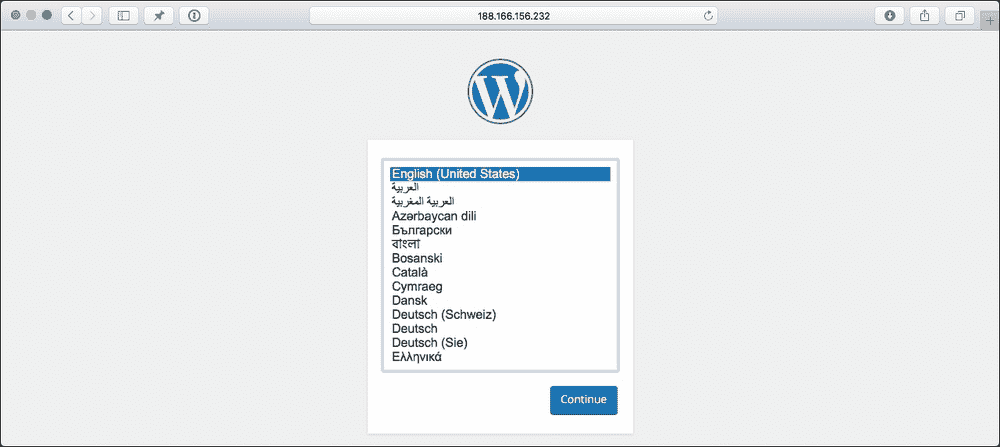 188.166.156.232
English (United States)
العربية
العربية المغربية
Azərbaycan dili
Български
বাংলা
Bosanski
Català
Cymraeg
Dansk
Deutsch (Schweiz)
Deutsch
Deutsch (Sie)
Ελληνικά
Continue